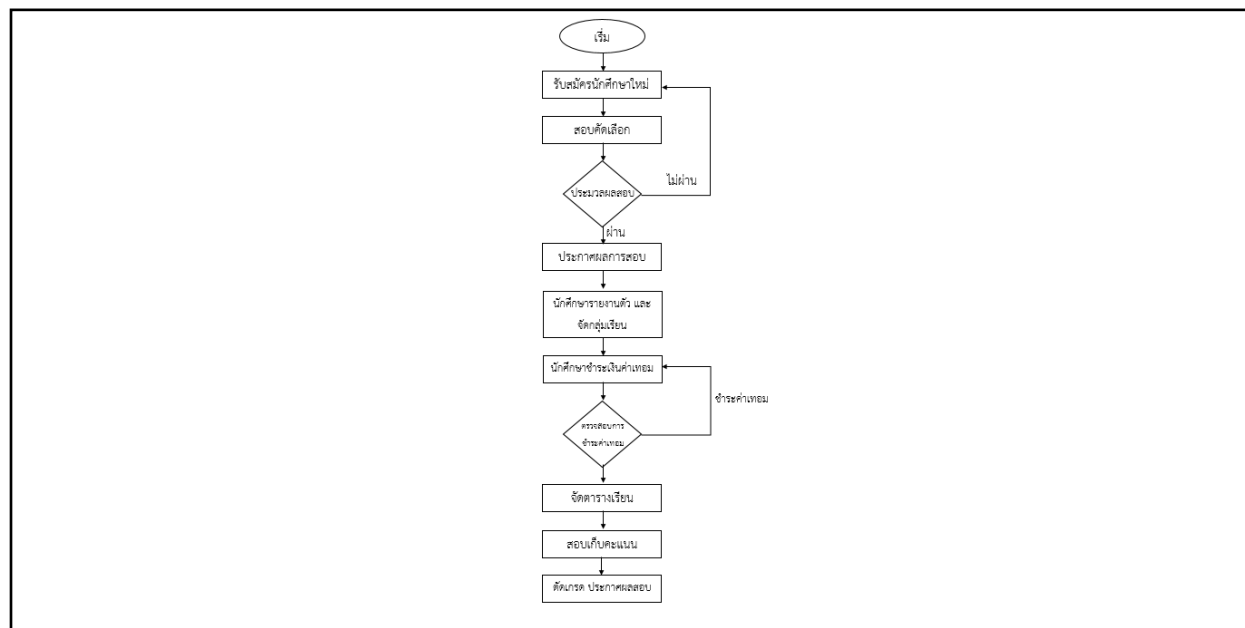 เริ่ม
รับสมัครนักศึกษาใหม่
สอบคัดเลือก
ประมวลผลสอบ
ไม่ผ่าน
ผ่าน
ประกาศผลการสอบ
นักศึกษารายงานตัว และ
จัดกลุ่มเรียน
นักศึกษาชำระเงินค่าเทอม
ชำระค่าเทอม
ตรวจสอบการ
ชำระค่าเทอม
จัดตารางเรียน
สอบเก็บคะแนน
ตัดเกรด ประกาศผลสอบ